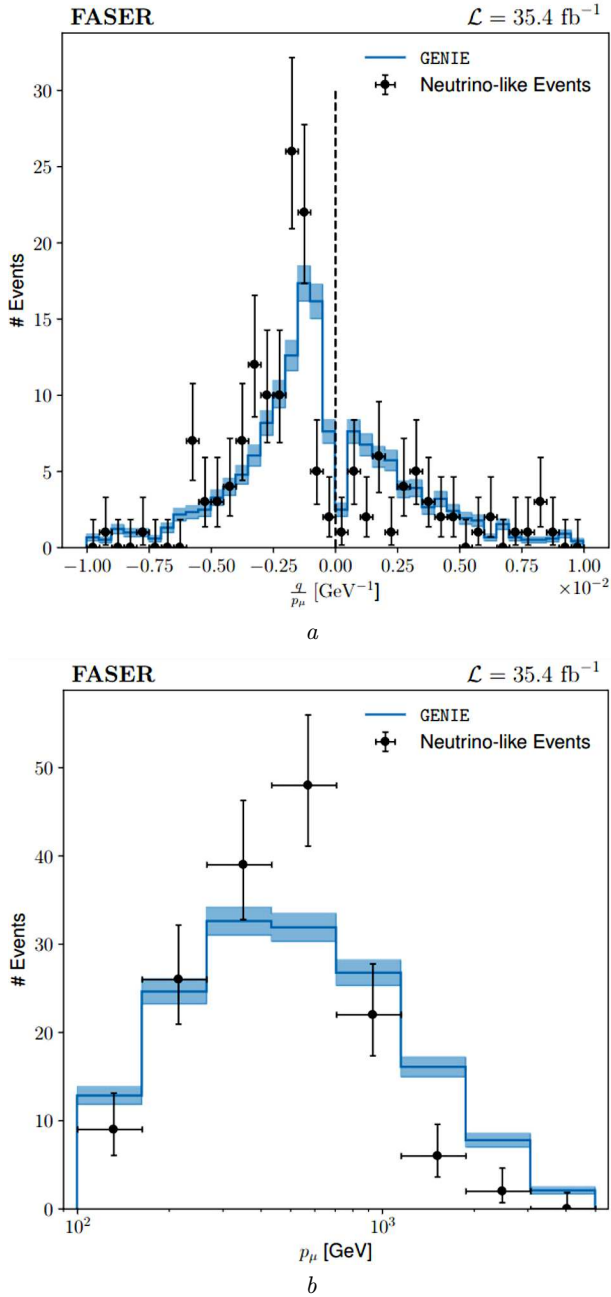 FASER
ℒ = 35.4 fb⁻¹
GENIE
Neutrino-like Events
# Events
30
25
20
15
10
5
0
−1.00 −0.75 −0.50 −0.25 0.00 0.25 0.50 0.75 1.00
q/pμ [GeV⁻¹]
×10⁻²
a
FASER
ℒ = 35.4 fb⁻¹
GENIE
Neutrino-like Events
# Events
50
40
30
20
10
0
10² 10³
pμ [GeV]
b